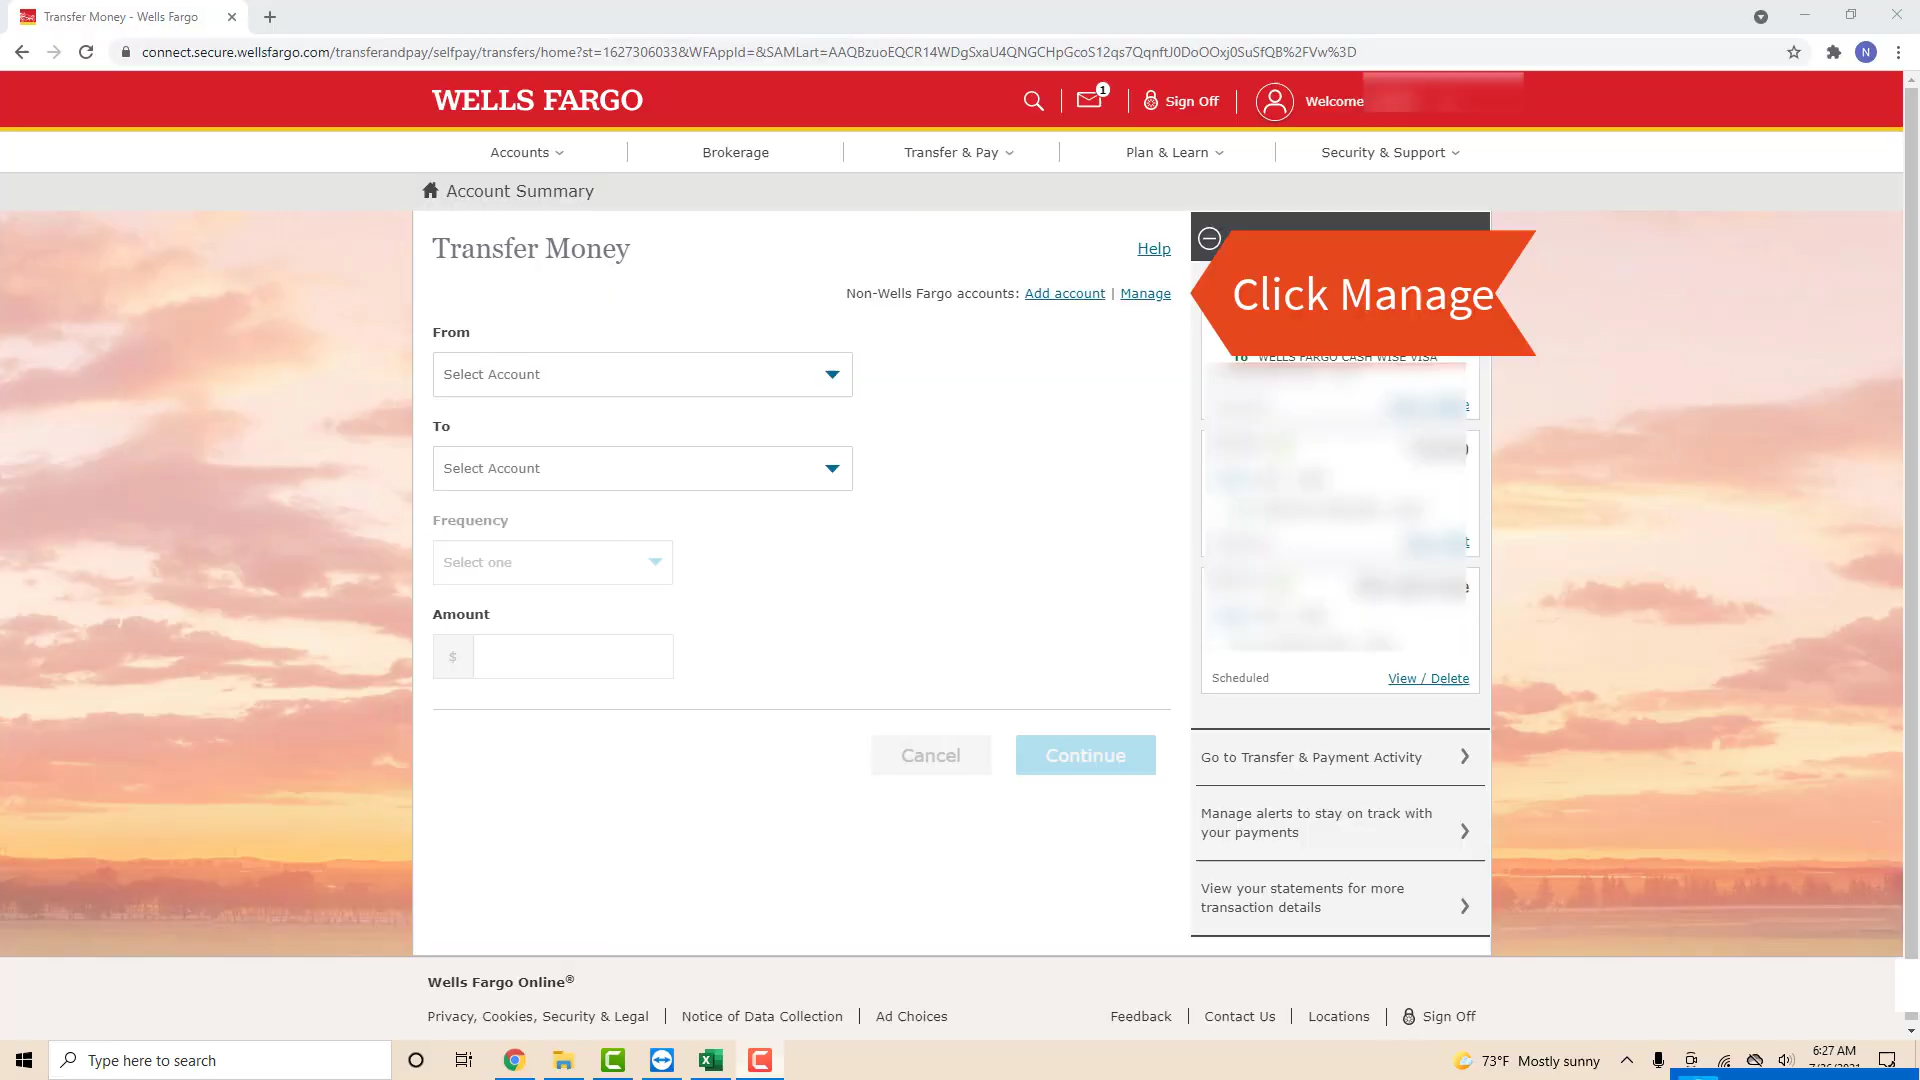 Transfer Money - Wells Fargo
connect.secure.wellsfargo.com/transferandpay/selfpay/transfers/home?st=1627306033&WFAppId=&SAMLart=AAQBzuoEQCR14WDgSxaU4QNGCHpGcoS12qs7QqnftJ0DoOOxj0SuSfQB%2FVw%3D
N
WELLS FARGO
1
Sign Off
Welcome
Accounts
Brokerage
Transfer & Pay
Plan & Learn
Security & Support
Account Summary
Transfer Money
Help
Non-Wells Fargo accounts: Add account | Manage
Click Manage
From
Select Account
To WELLS FARGO CASH WISE VISA
To
Select Account
Frequency
Select one
Amount
$
Scheduled
View / Delete
Cancel
Continue
Go to Transfer & Payment Activity
Manage alerts to stay on track with
your payments
View your statements for more
transaction details
Wells Fargo Online®
Privacy, Cookies, Security & Legal
Notice of Data Collection
Ad Choices
Feedback
Contact Us
Locations
Sign Off
Type here to search
73°F Mostly sunny
6:27 AM